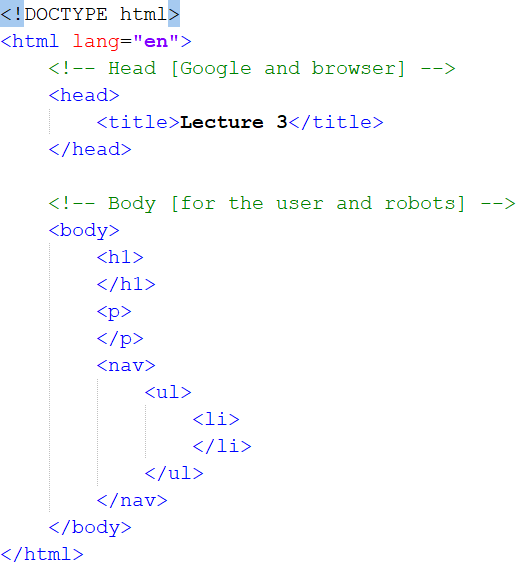 <!DOCTYPE html>
<html lang="en">
    <!-- Head [Google and browser] -->
    <head>
        <title>Lecture 3</title>
    </head>

    <!-- Body [for the user and robots] -->
    <body>
        <h1>
        </h1>
        <p>
        </p>
        <nav>
            <ul>
                <li>
                </li>
            </ul>
        </nav>
    </body>
</html>